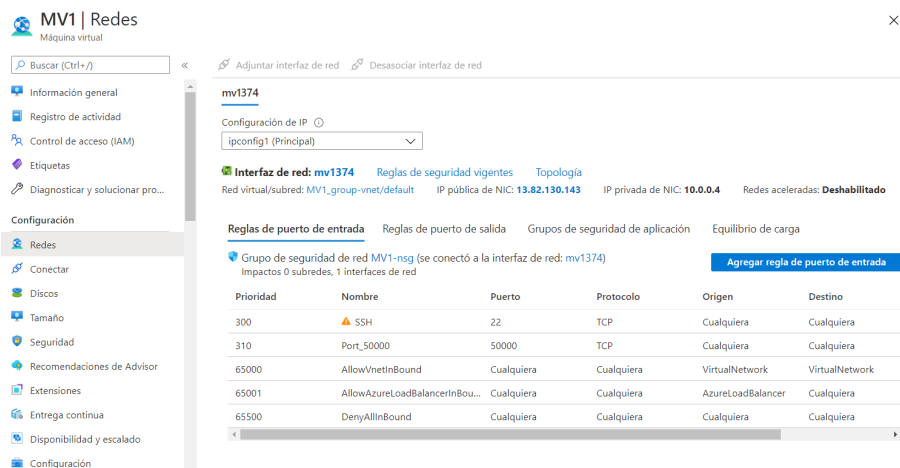 MV1 | Redes
Máquina virtual
Buscar (Ctrl+/)
Información general
Registro de actividad
Control de acceso (IAM)
Etiquetas
Diagnosticar y solucionar pro...
Configuración
Redes
Conectar
Discos
Tamaño
Seguridad
Recomendaciones de Advisor
Extensiones
Entrega continua
Disponibilidad y escalado
Configuración
Adjuntar interfaz de red Desasociar interfaz de red
mv1374
Configuración de IP
ipconfig1 (Principal)
Interfaz de red: mv1374 Reglas de seguridad vigentes Topología
Red virtual/subred: MV1_group-vnet/default IP pública de NIC: 13.82.130.143 IP privada de NIC: 10.0.0.4 Redes aceleradas: Deshabilitado
Reglas de puerto de entrada Reglas de puerto de salida Grupos de seguridad de aplicación Equilibrio de carga
Grupo de seguridad de red MV1-nsg (se conectó a la interfaz de red: mv1374)
Impactos 0 subredes, 1 interfaces de red
Agregar regla de puerto de entrada
Prioridad Nombre Puerto Protocolo Origen Destino
300 SSH 22 TCP Cualquiera Cualquiera
310 Port_50000 50000 TCP Cualquiera Cualquiera
65000 AllowVnetInBound Cualquiera Cualquiera VirtualNetwork VirtualNetwork
65001 AllowAzureLoadBalancerInBou... Cualquiera Cualquiera AzureLoadBalancer Cualquiera
65500 DenyAllInBound Cualquiera Cualquiera Cualquiera Cualquiera